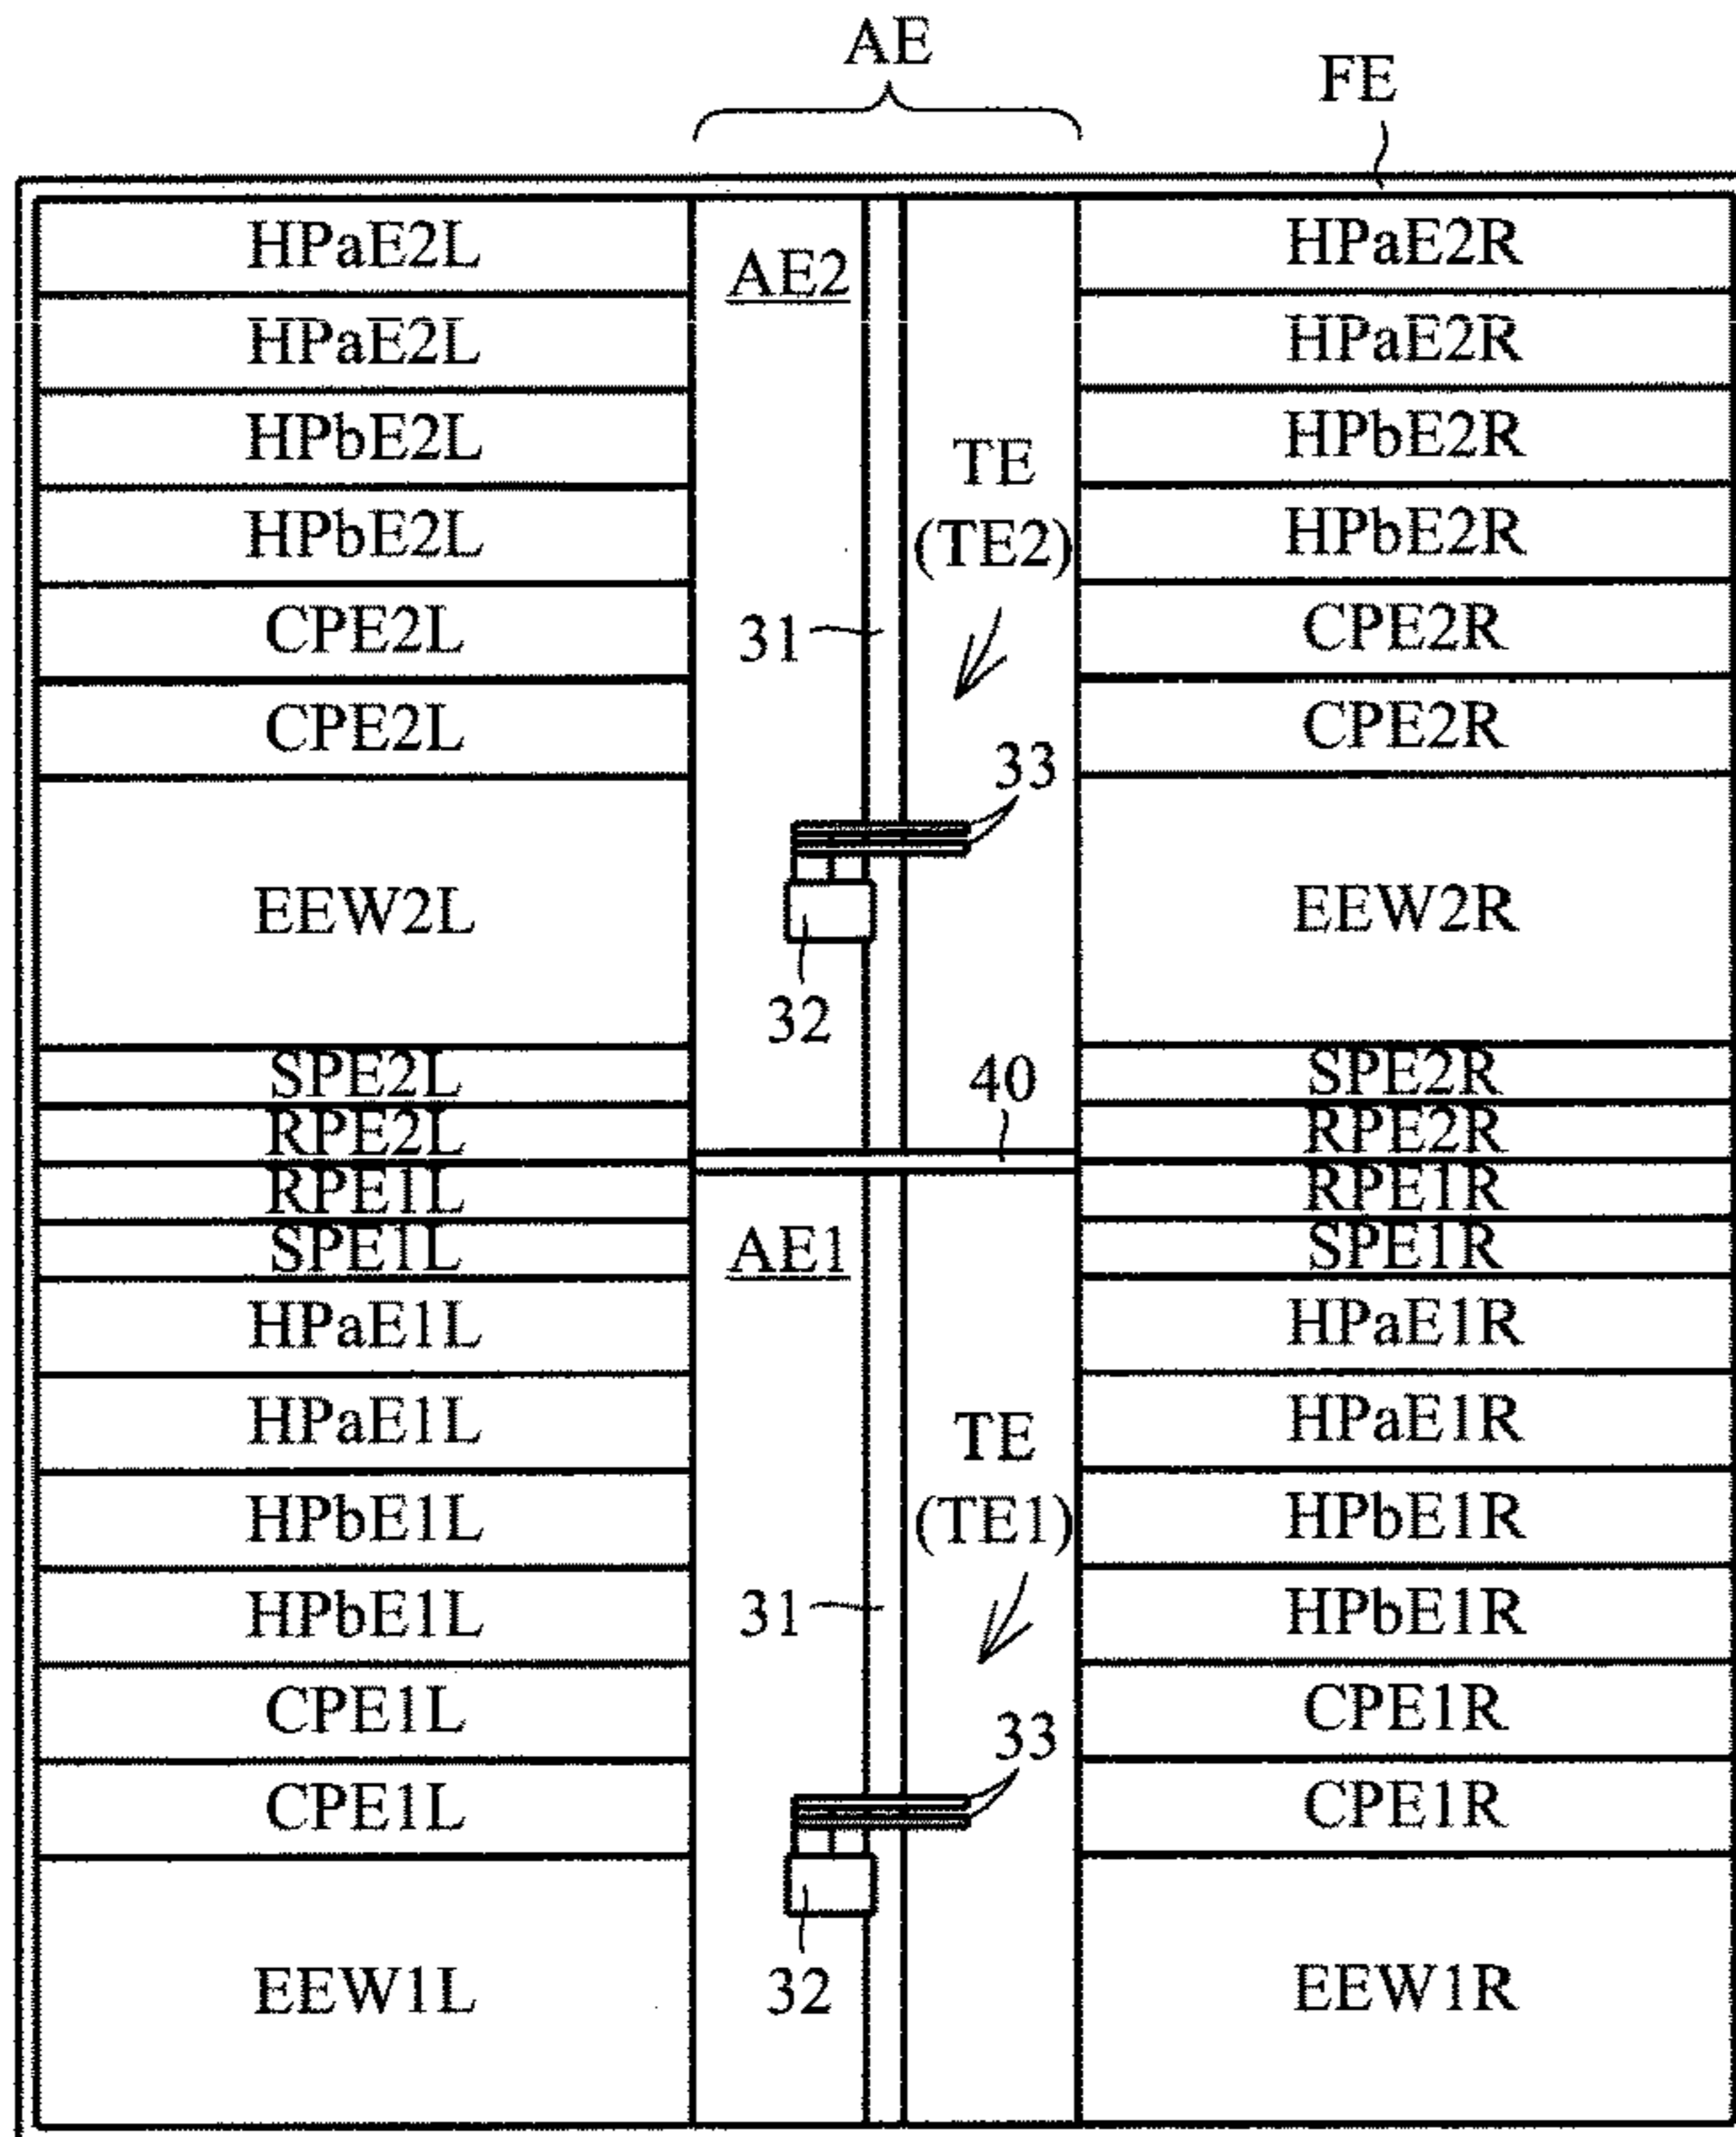 AE
FE
HPaE2L
HPaE2L
HPbE2L
HPbE2L
CPE2L
CPE2L
EEW2L
SPE2L
RPE2L
RPE1L
SPE1L
HPaE1L
HPaE1L
HPbE1L
HPbE1L
CPE1L
CPE1L
EEW1L
AE2
TE
(TE2)
31
33
32
40
AE1
TE
(TE1)
31
33
32
HPaE2R
HPaE2R
HPbE2R
HPbE2R
CPE2R
CPE2R
EEW2R
SPE2R
RPE2R
RPE1R
SPE1R
HPaE1R
HPaE1R
HPbE1R
HPbE1R
CPE1R
CPE1R
EEW1R